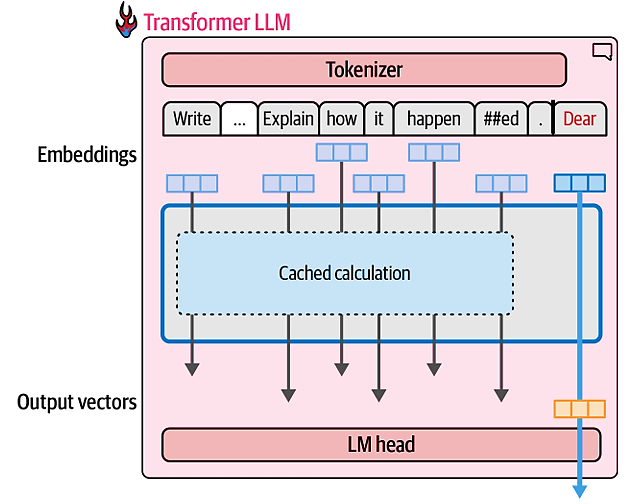 Transformer LLM
Tokenizer
Write ... Explain how it happen ##ed . Dear
Embeddings
Cached calculation
Output vectors
LM head